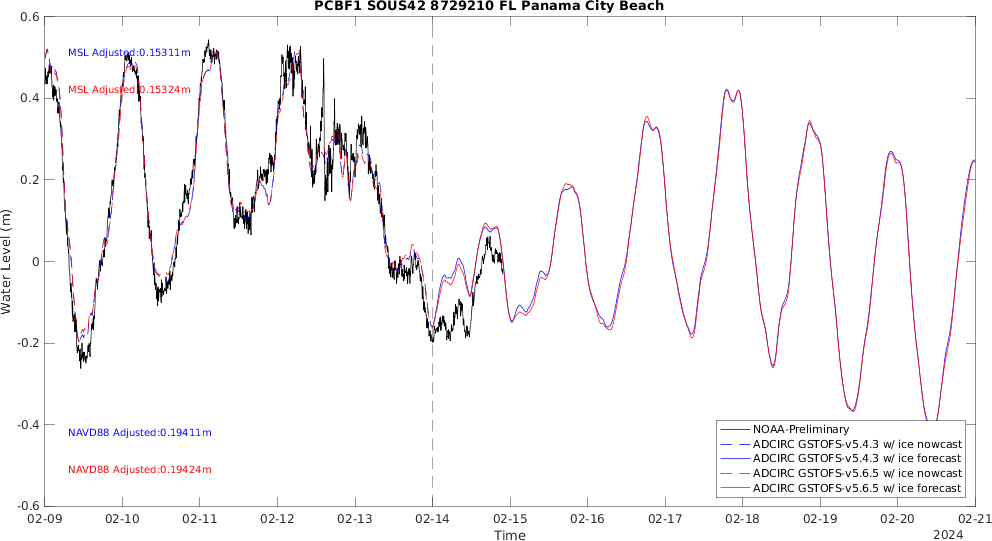 PCBF1 SOUS42 8729210 FL Panama City Beach
Water Level (m)
0.6
0.4
0.2
0
-0.2
-0.4
-0.6
MSL Adjusted:0.15311m
MSL Adjusted:0.15324m
NAVD88 Adjusted:0.19411m
NAVD88 Adjusted:0.19424m
NOAA-Preliminary
ADCIRC GSTOFS-v5.4.3 w/ ice nowcast
ADCIRC GSTOFS-v5.4.3 w/ ice forecast
ADCIRC GSTOFS-v5.6.5 w/ ice nowcast
ADCIRC GSTOFS-v5.6.5 w/ ice forecast
02-09 02-10 02-11 02-12 02-13 02-14 02-15 02-16 02-17 02-18 02-19 02-20 02-21
Time
2024